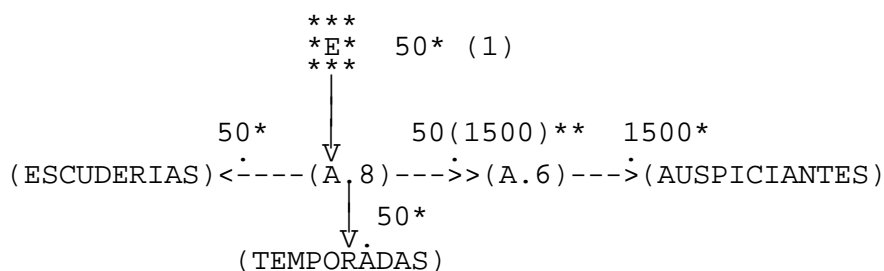 ***
*E* 50* (1)
***
50* 50(1500)** 1500*
(ESCUDERIAS)<----(A.8)--->>(A.6)--->(AUSPICIANTES)
50*
(TEMPORADAS)